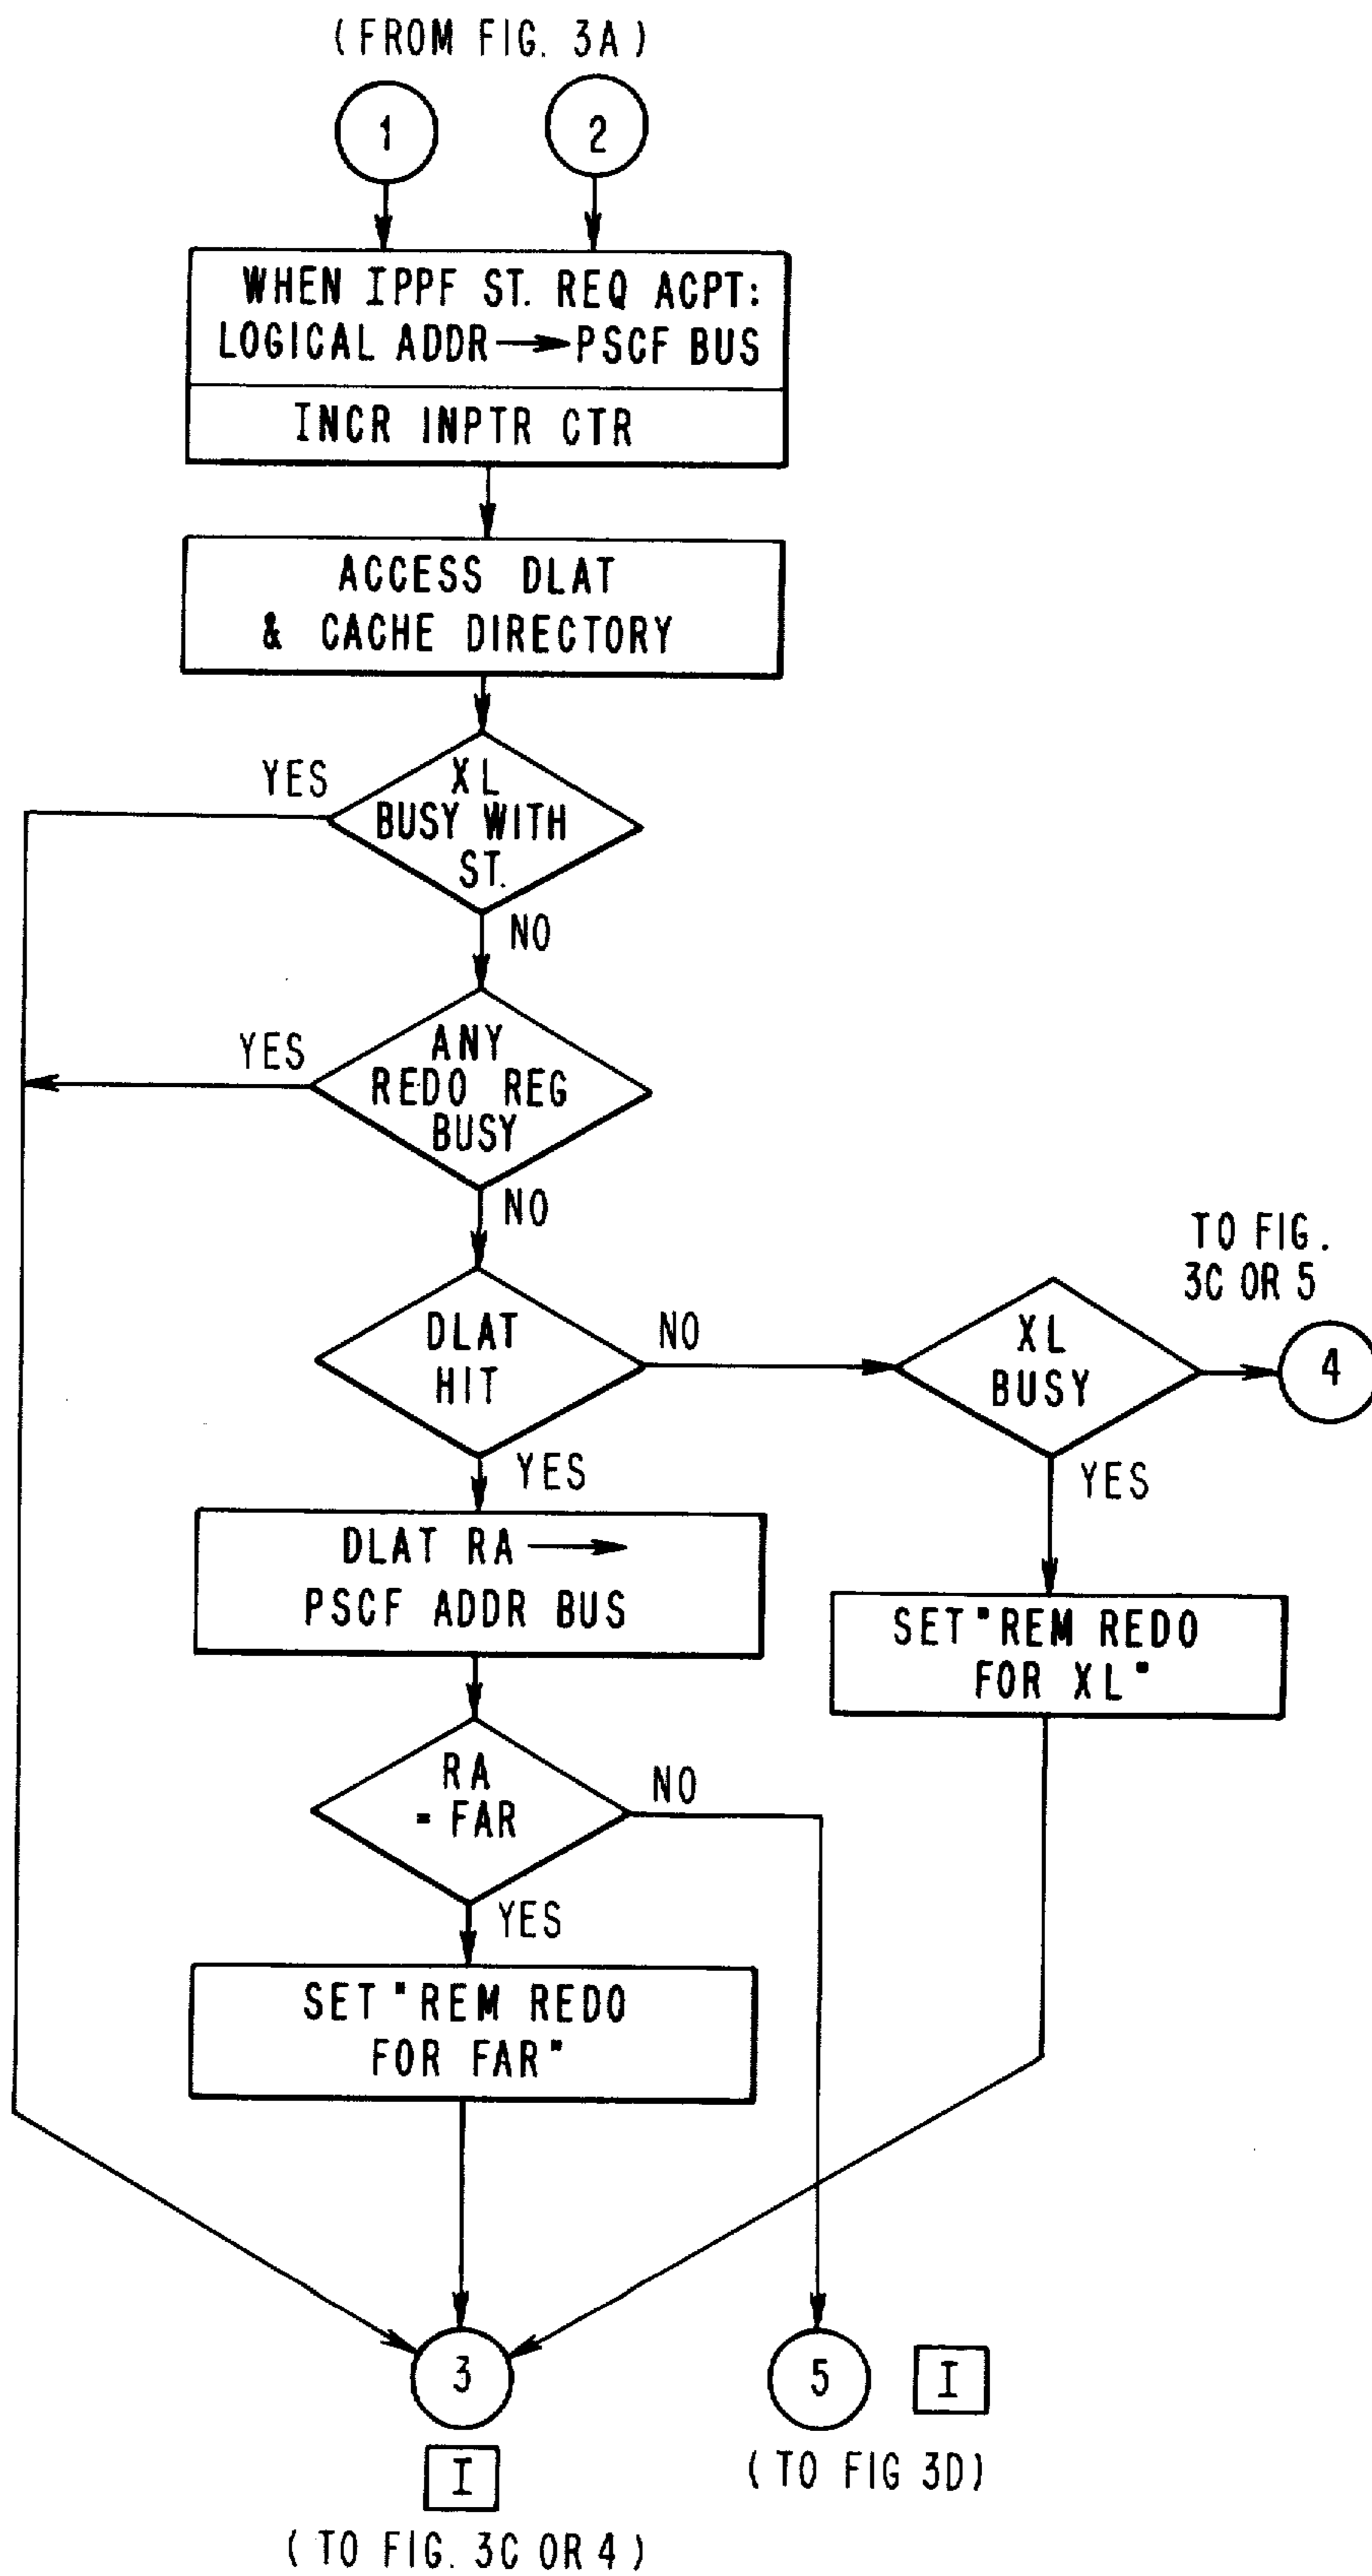 (FROM FIG. 3A)
1
2
WHEN IPPF ST. REQ ACPT:
LOGICAL ADDR → PSCF BUS
INCR INPTR CTR
ACCESS DLAT
& CACHE DIRECTORY
YES
XL
BUSY WITH
ST.
NO
YES
ANY
REDO REG
BUSY
NO
DLAT
HIT
NO
YES
XL
BUSY
TO FIG.
3C OR 5
4
YES
DLAT RA →
PSCF ADDR BUS
SET "REM REDO
FOR XL"
RA
= FAR
NO
YES
SET "REM REDO
FOR FAR"
3
5
I
I
(TO FIG 3D)
(TO FIG. 3C OR 4)